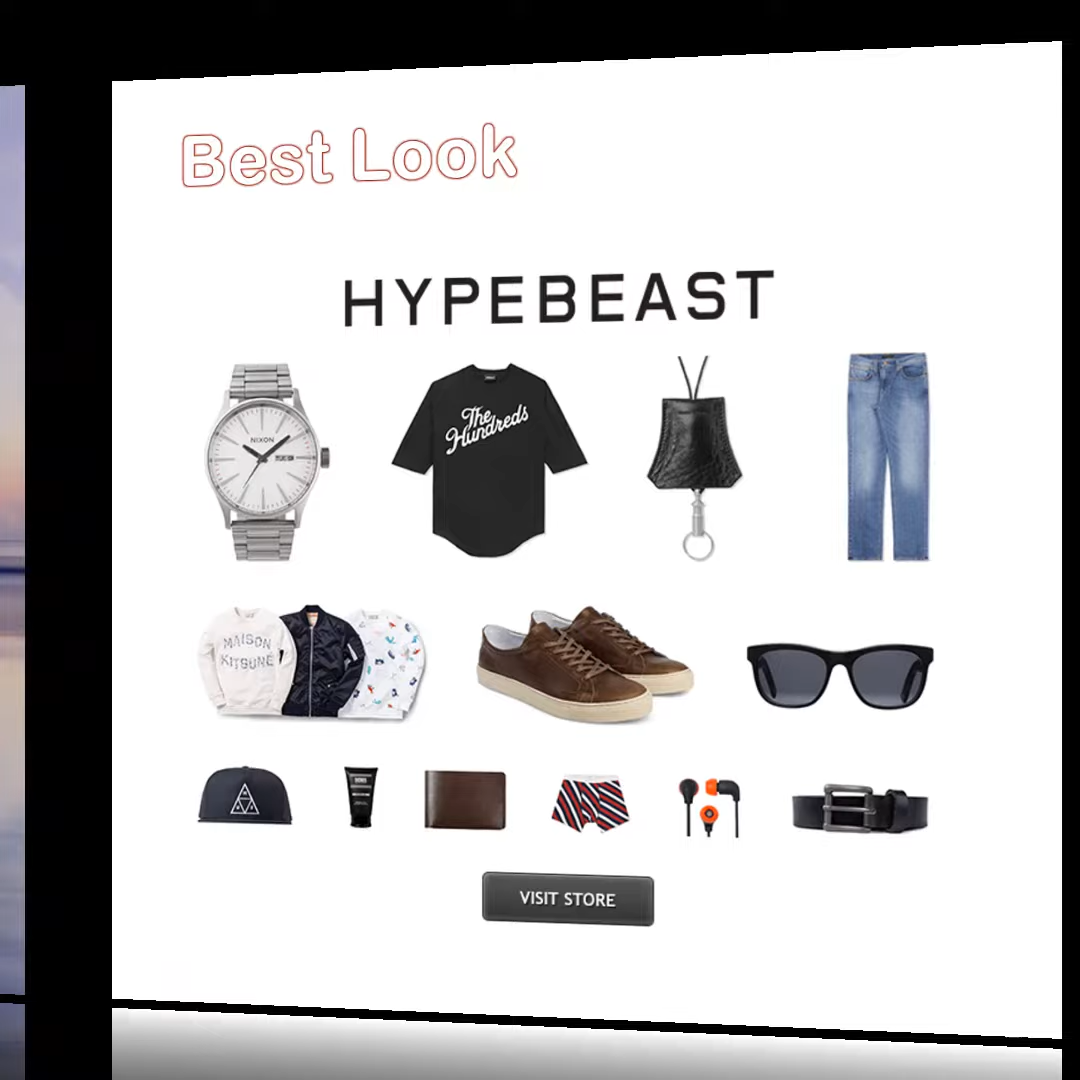 Best Look
HYPEBEAST
NIXON
The
Hundreds
MAISON
KITSUNÉ
VISIT STORE